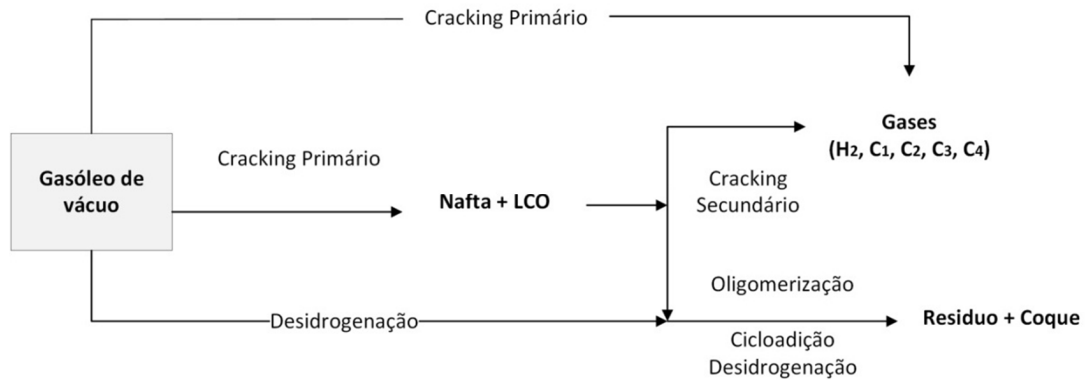 Cracking Primário
Gases
(H2, C1, C2, C3, C4)
Cracking Primário
Gasóleo de
vácuo
Nafta + LCO
Cracking
Secundário
Oligomerização
Desidrogenação
Residuo + Coque
Cicloadição
Desidrogenação